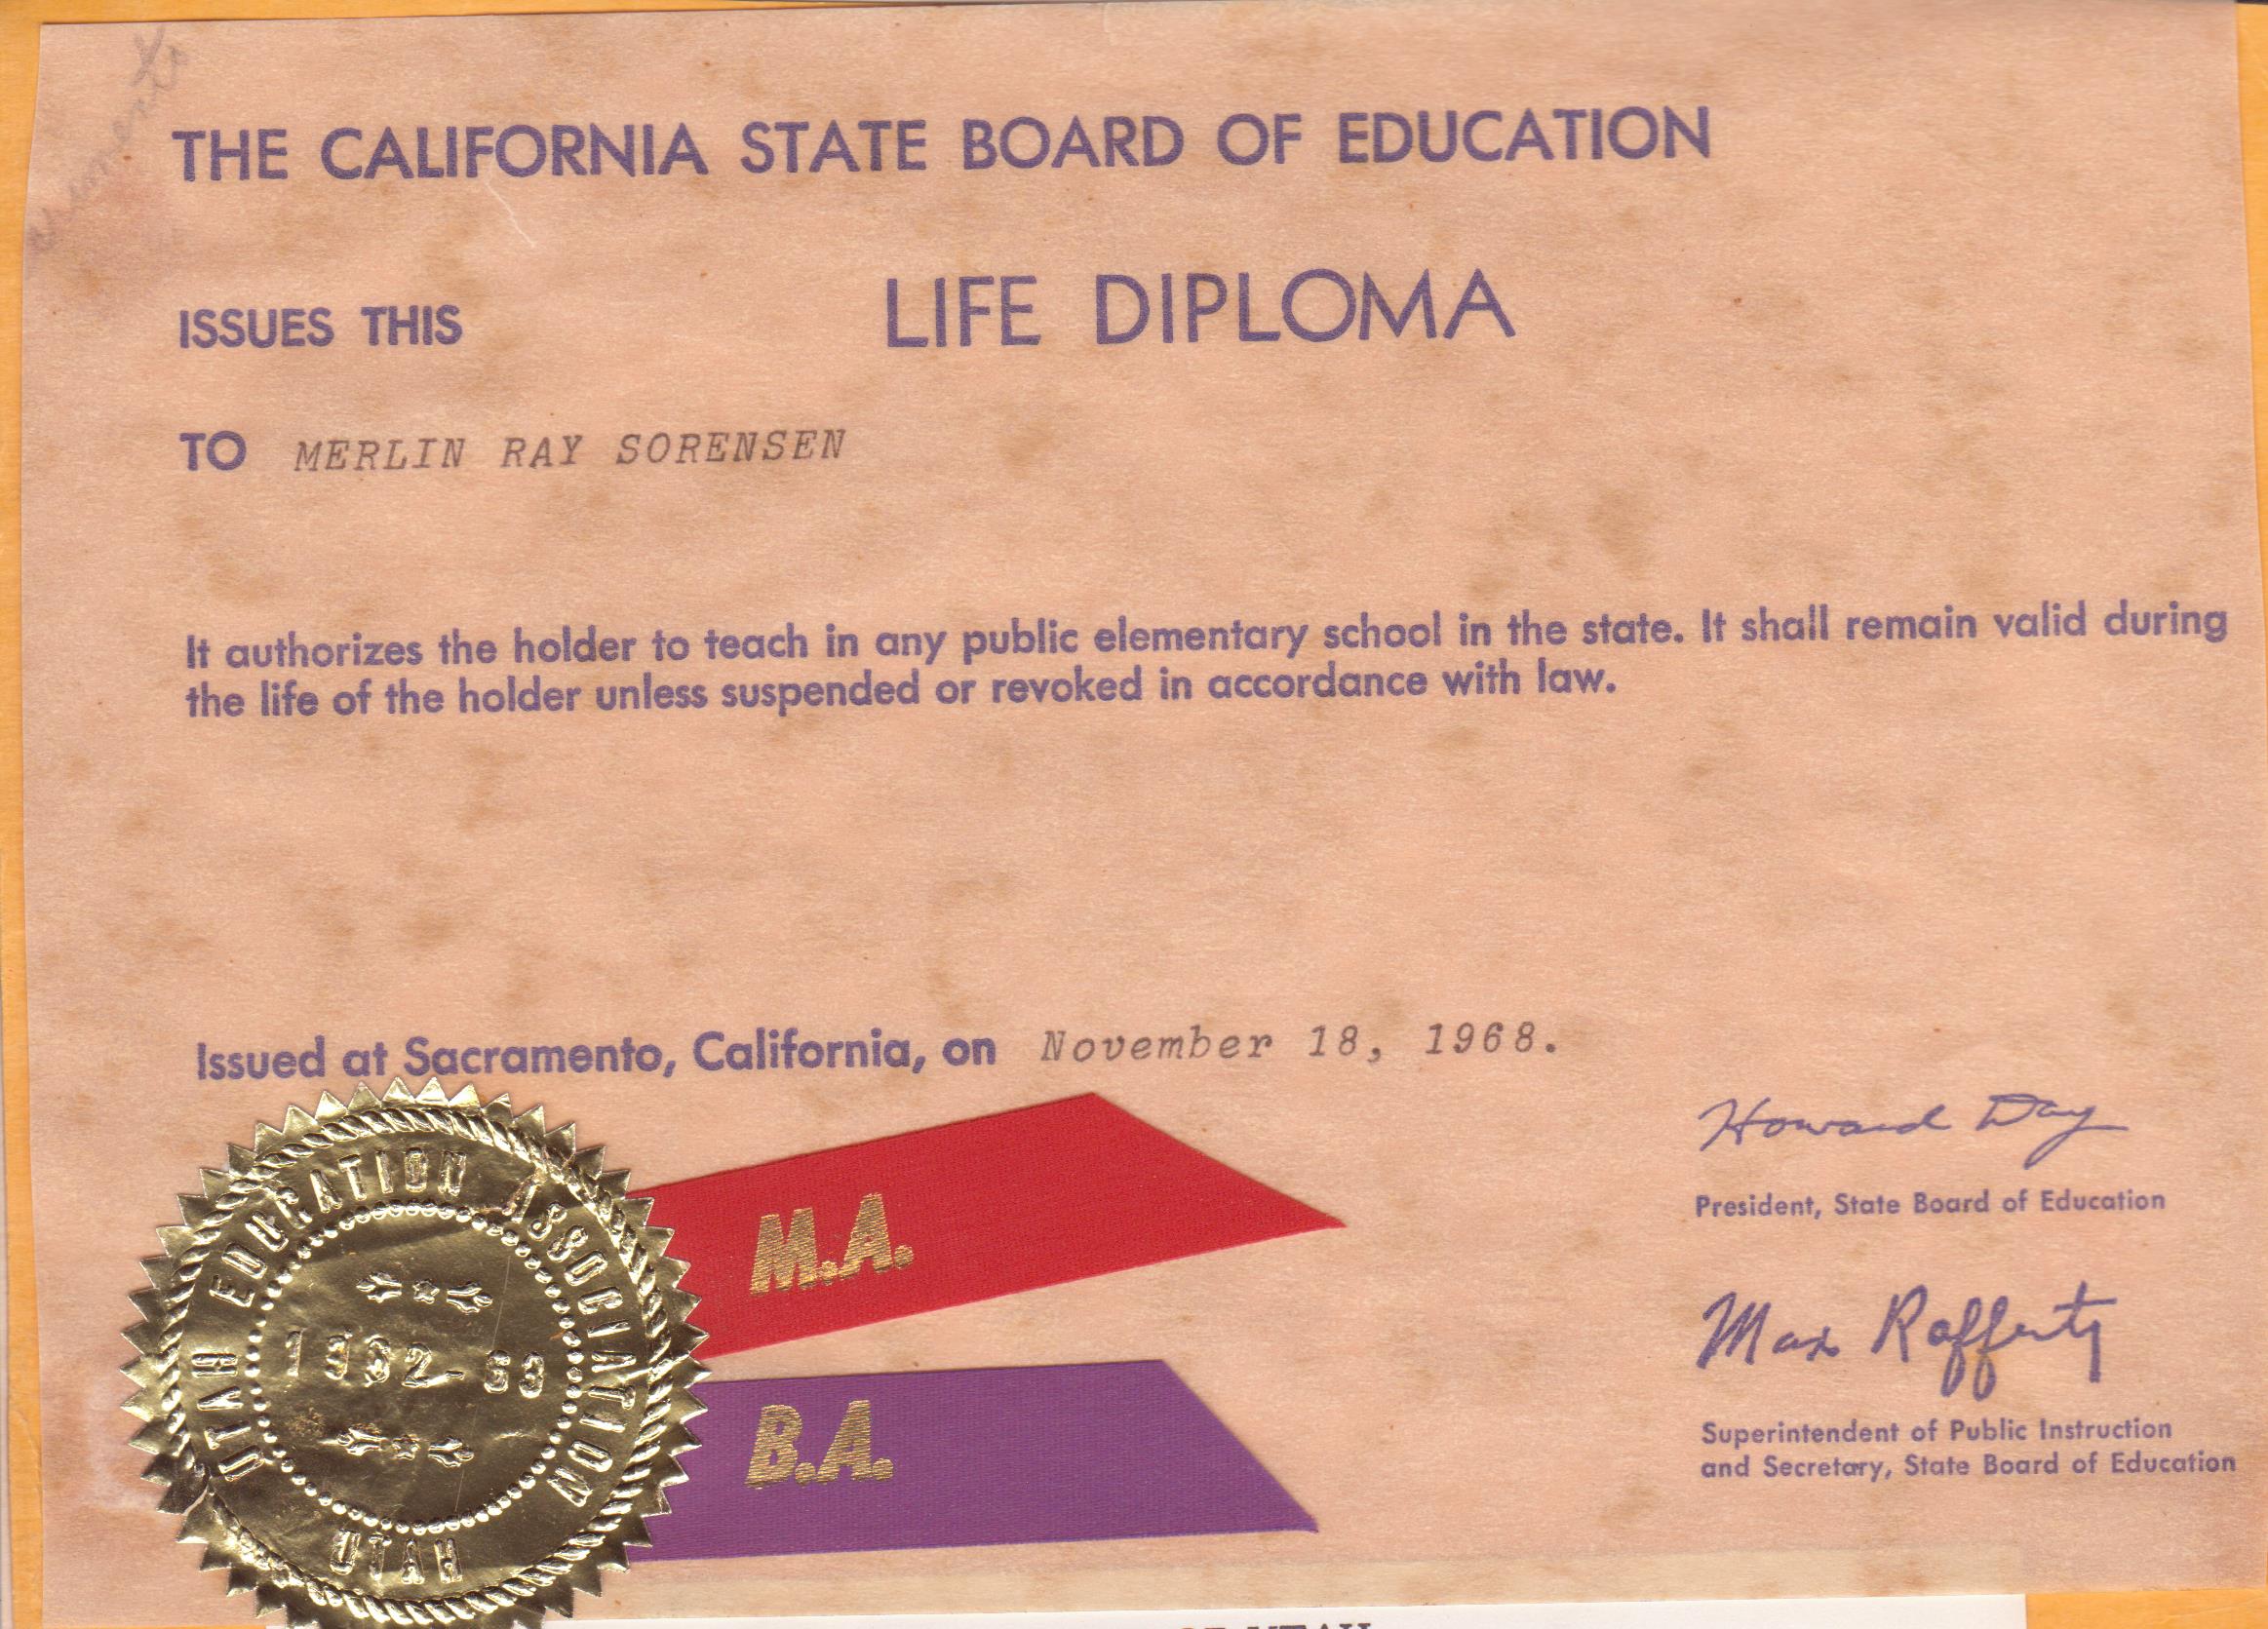 THE CALIFORNIA STATE BOARD OF EDUCATION
ISSUES THIS LIFE DIPLOMA
TO MERLIN RAY SORENSEN
It authorizes the holder to teach in any public elementary school in the state. It shall remain valid during
the life of the holder unless suspended or revoked in accordance with law.
Issued at Sacramento, California, on November 18, 1968.
Howard Day
President, State Board of Education
Max Rafferty
Superintendent of Public Instruction
and Secretary, State Board of Education
UTAH EDUCATION ASSOCIATION
1962-63
UTAH
M.A.
B.A.
UTAH